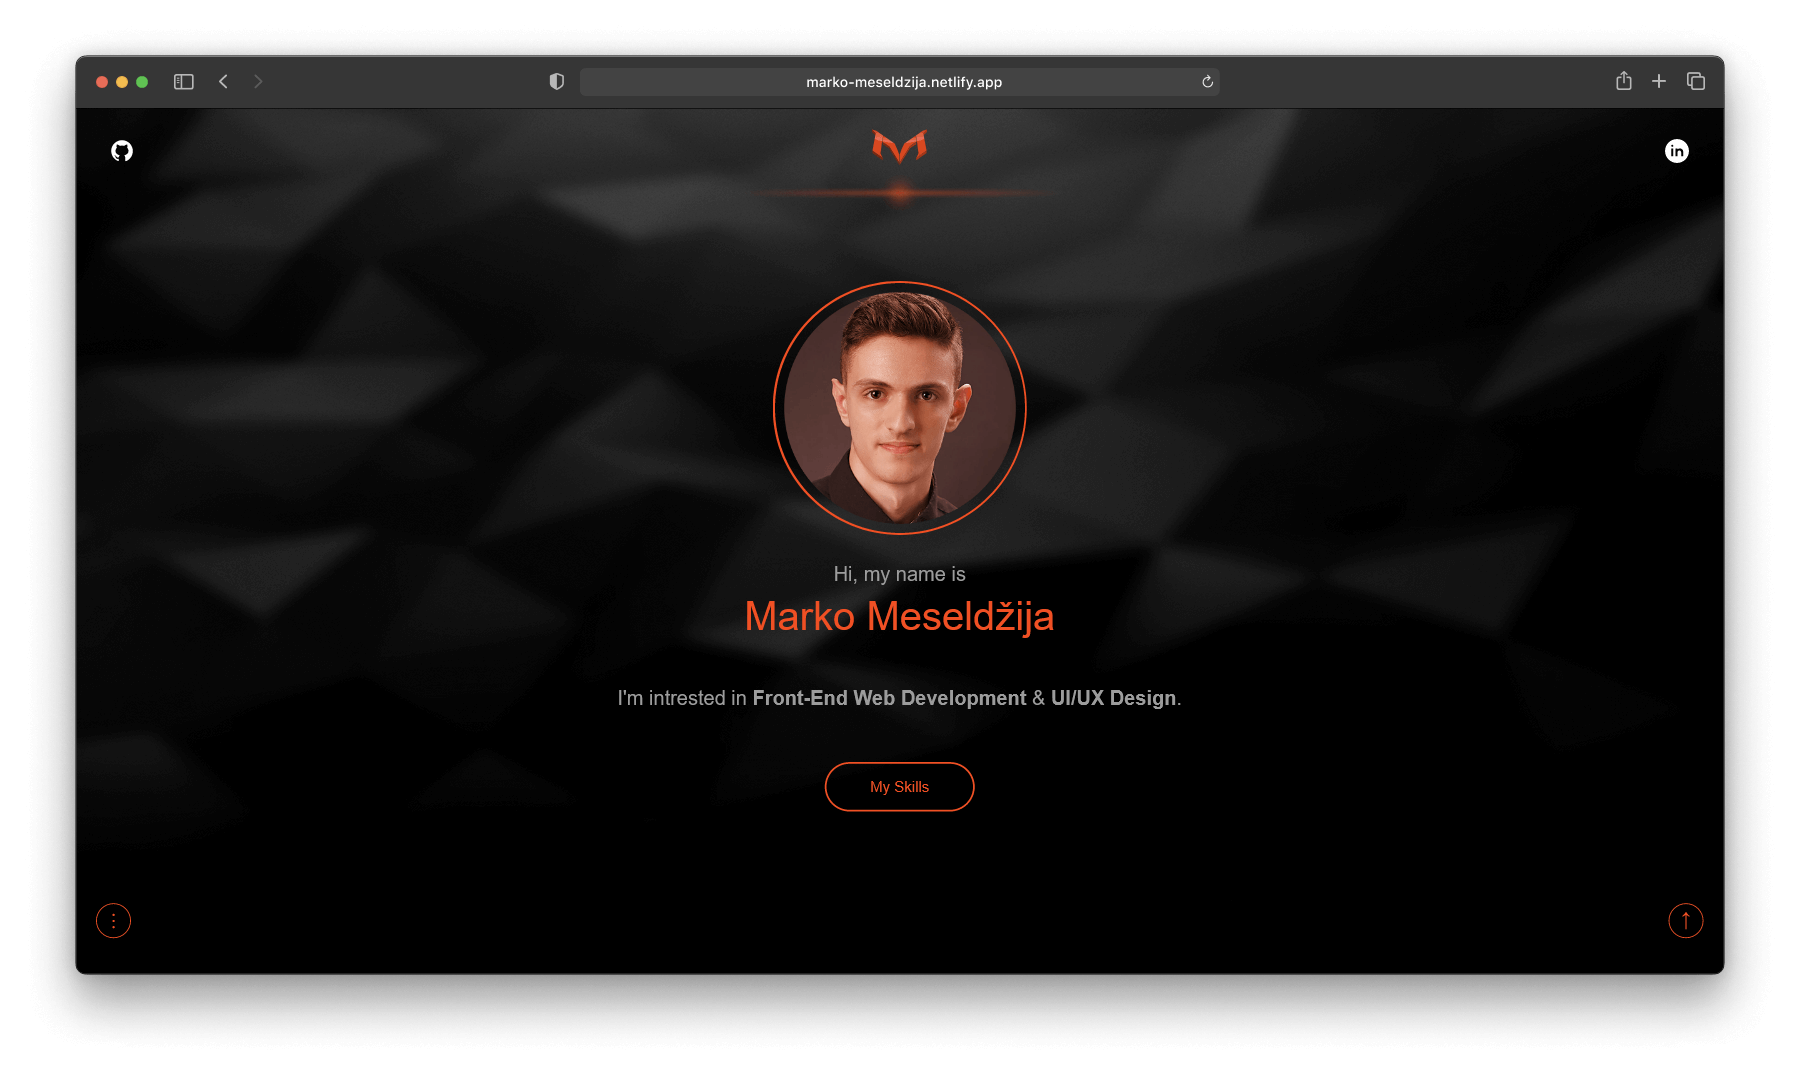 marko-meseldzija.netlify.app
in
Hi, my name is
Marko Meseldžija
I'm intrested in Front-End Web Development & UI/UX Design.
My Skills